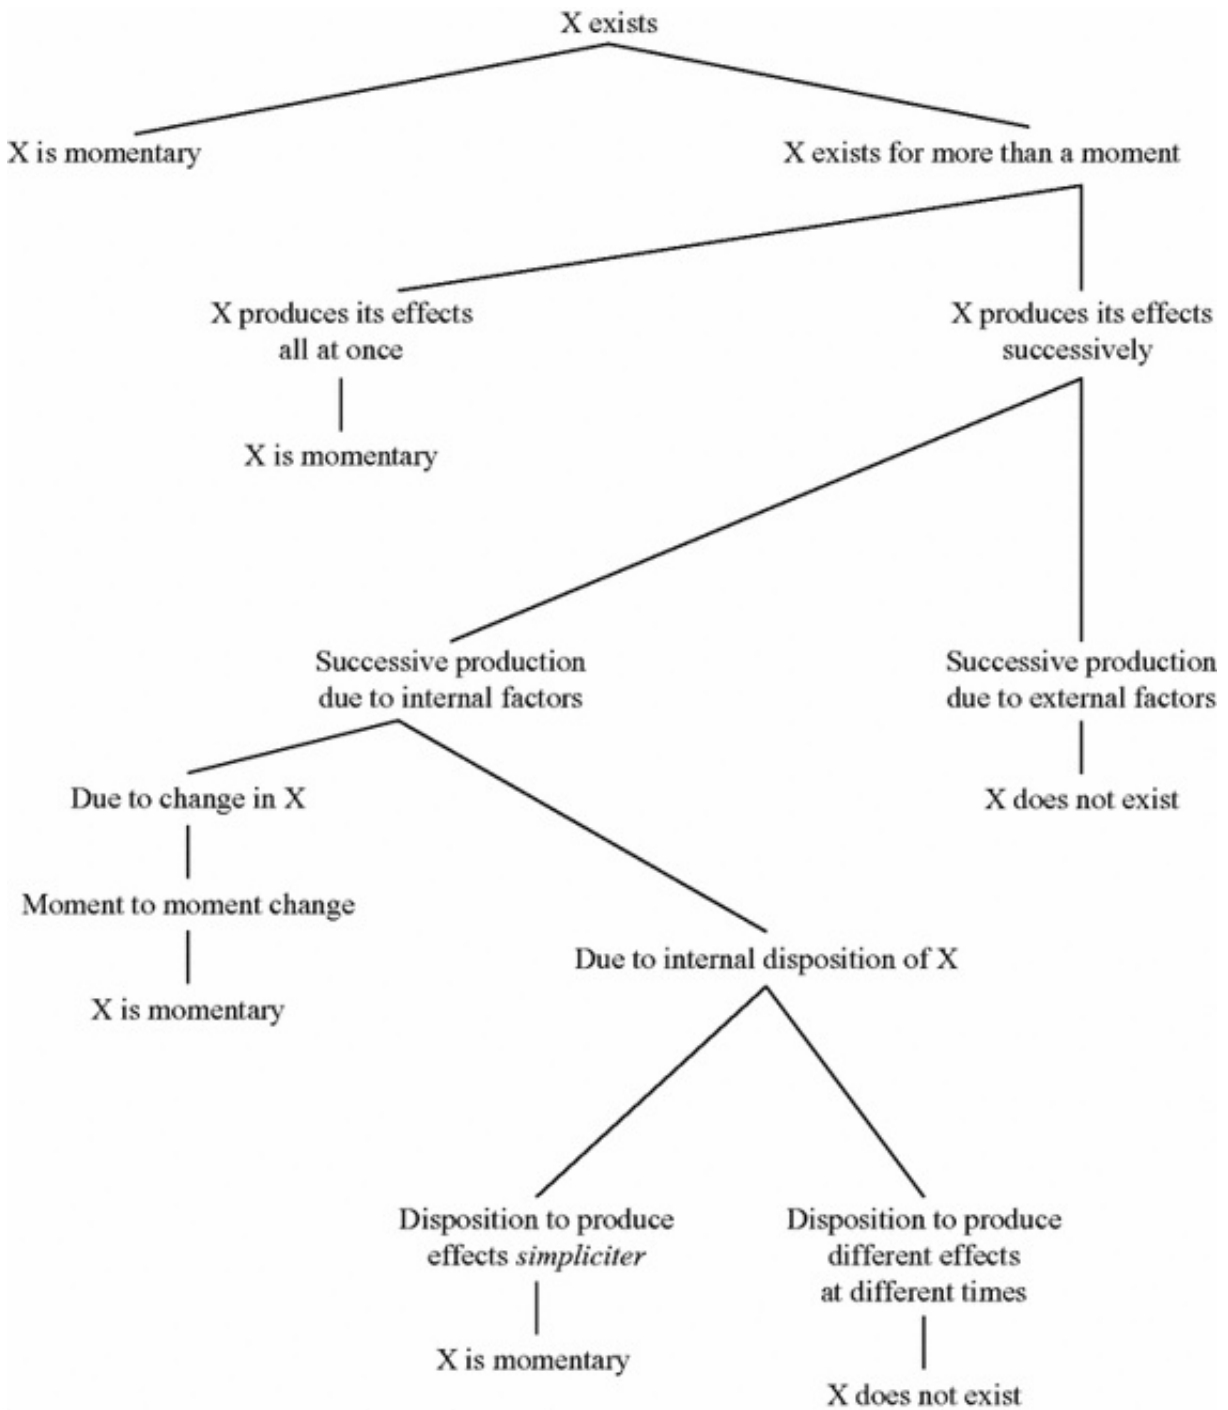 X exists
X is momentary
X exists for more than a moment
X produces its effects
all at once
X produces its effects
successively
X is momentary
Successive production
due to internal factors
Successive production
due to external factors
Due to change in X
X does not exist
Moment to moment change
Due to internal disposition of X
X is momentary
Disposition to produce
effects simpliciter
Disposition to produce
different effects
at different times
X is momentary
X does not exist